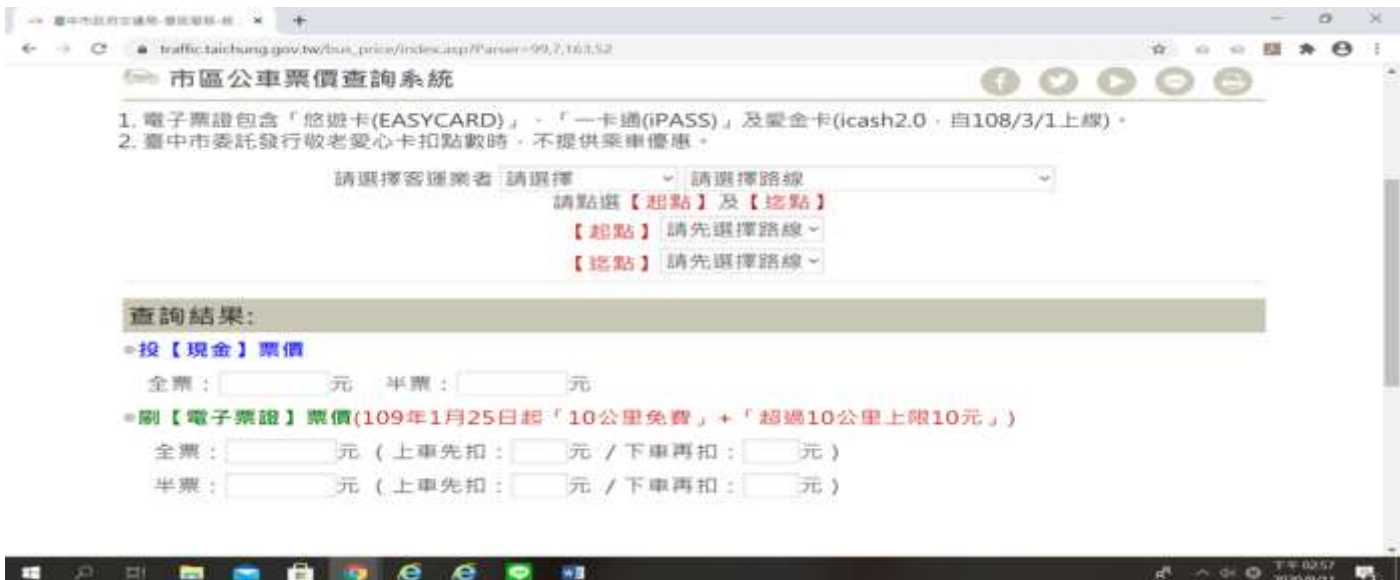 traffic.taichung.gov.tw/bus_price/index.asp?Parser=99,7,163,52
市區公車票價查詢系統
1. 電子票證包含「悠遊卡(EASYCARD)」、「一卡通(iPASS)」及愛金卡(icash2.0，自108/3/1上線)。
2. 臺中市委託發行敬老愛心卡扣點數時，不提供乘車優惠。
請選擇客運業者 請選擇 請選擇路線
請點選【起點】及【迄點】
【起點】 請先選擇路線
【迄點】 請先選擇路線
查詢結果:
投【現金】票價
全票： 元 半票： 元
刷【電子票證】票價(109年1月25日起「10公里免費」+「超過10公里上限10元」)
全票： 元 ( 上車先扣： 元 / 下車再扣： 元 )
半票： 元 ( 上車先扣： 元 / 下車再扣： 元 )
下午 02:57